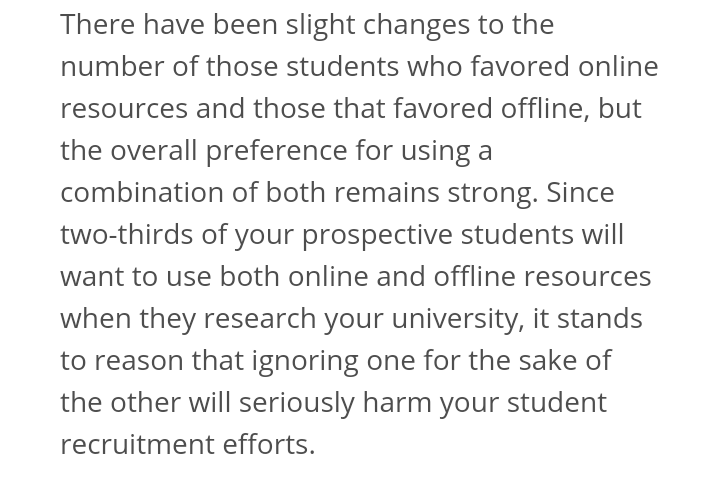 There have been slight changes to the
number of those students who favored online
resources and those that favored offline, but
the overall preference for using a
combination of both remains strong. Since
two-thirds of your prospective students will
want to use both online and offline resources
when they research your university, it stands
to reason that ignoring one for the sake of
the other will seriously harm your student
recruitment efforts.